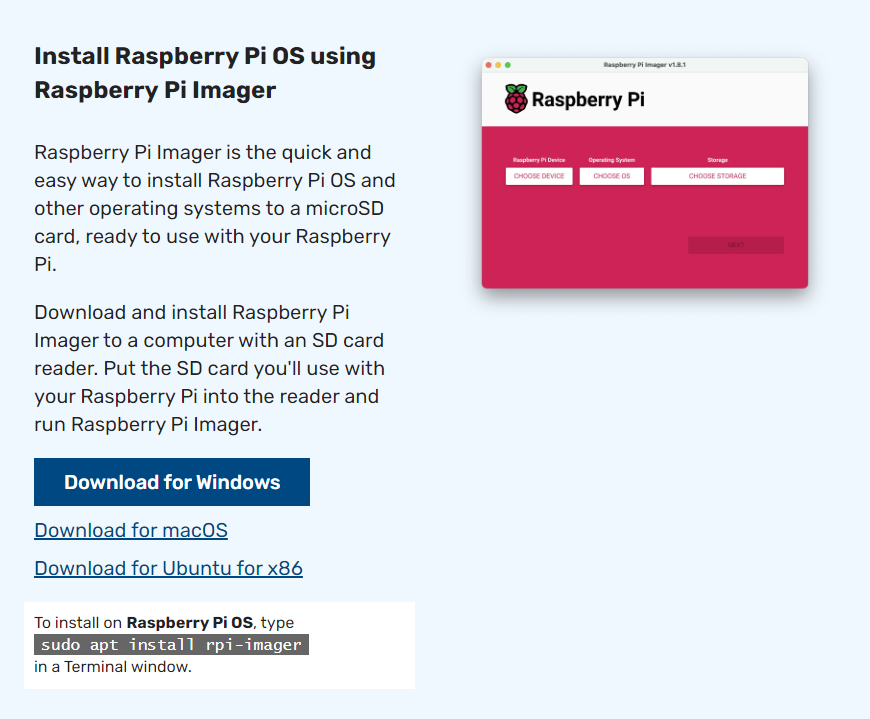 Install Raspberry Pi OS using
Raspberry Pi Imager
Raspberry Pi Imager is the quick and
easy way to install Raspberry Pi OS and
other operating systems to a microSD
card, ready to use with your Raspberry
Pi.
Download and install Raspberry Pi
Imager to a computer with an SD card
reader. Put the SD card you'll use with
your Raspberry Pi into the reader and
run Raspberry Pi Imager.
Download for Windows
Download for macOS
Download for Ubuntu for x86
To install on Raspberry Pi OS, type
sudo apt install rpi-imager
in a Terminal window.
Raspberry Pi Imager v1.8.1
Raspberry Pi
Raspberry Pi Device Operating System Storage
CHOOSE DEVICE CHOOSE OS CHOOSE STORAGE
NEXT